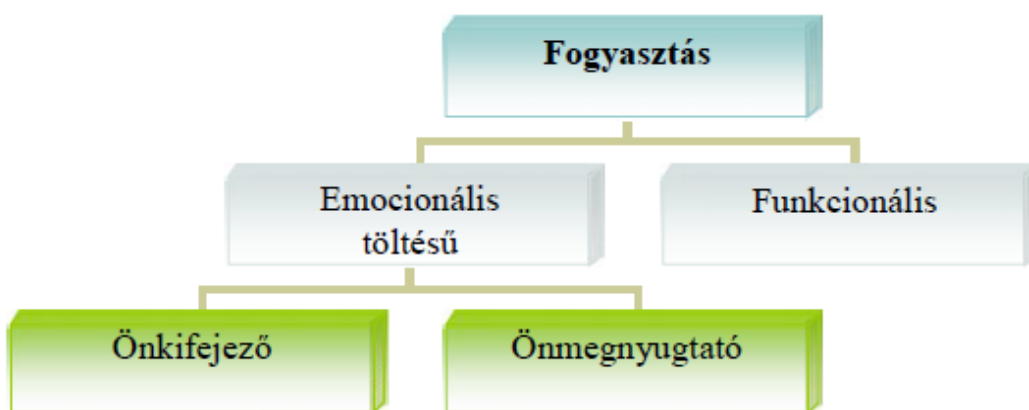 Fogyasztás
Emocionális
töltésű
Funkcionális
Önkifejező
Önmegnyugtató